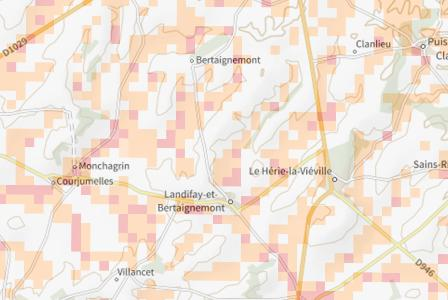 D1029
Clanlieu
Puis
Cla
Bertaignemont
Monchagrin
Courjumelles
Le Hérie-la-Viéville
Sains-R
Landifay-et-
Bertaignemont
Villancet
D946